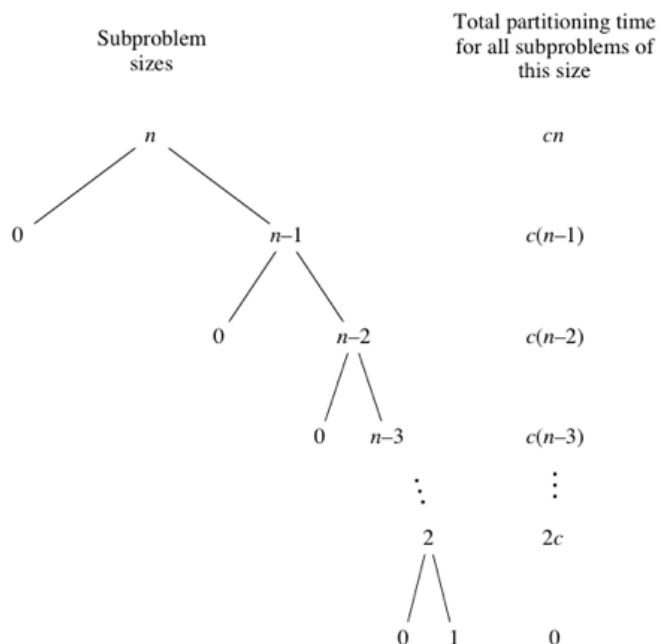 Subproblem
sizes
Total partitioning time
for all subproblems of
this size
n
cn
0
n–1
c(n–1)
0
n–2
c(n–2)
0
n–3
c(n–3)
2
2c
0
1
0